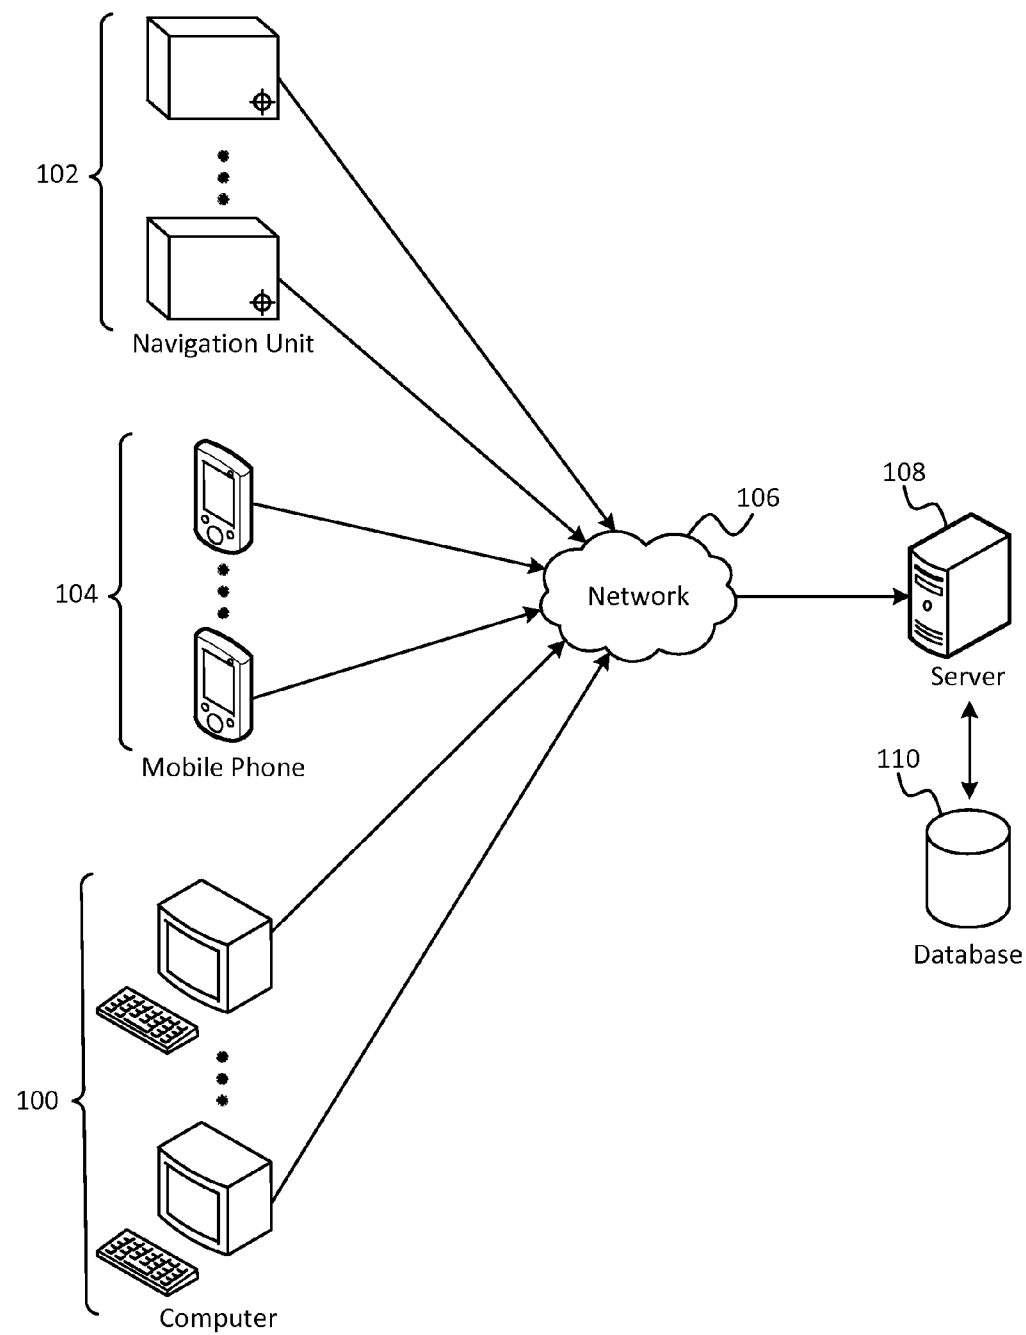 102
Navigation Unit
104
Mobile Phone
106
Network
108
Server
110
Database
100
Computer